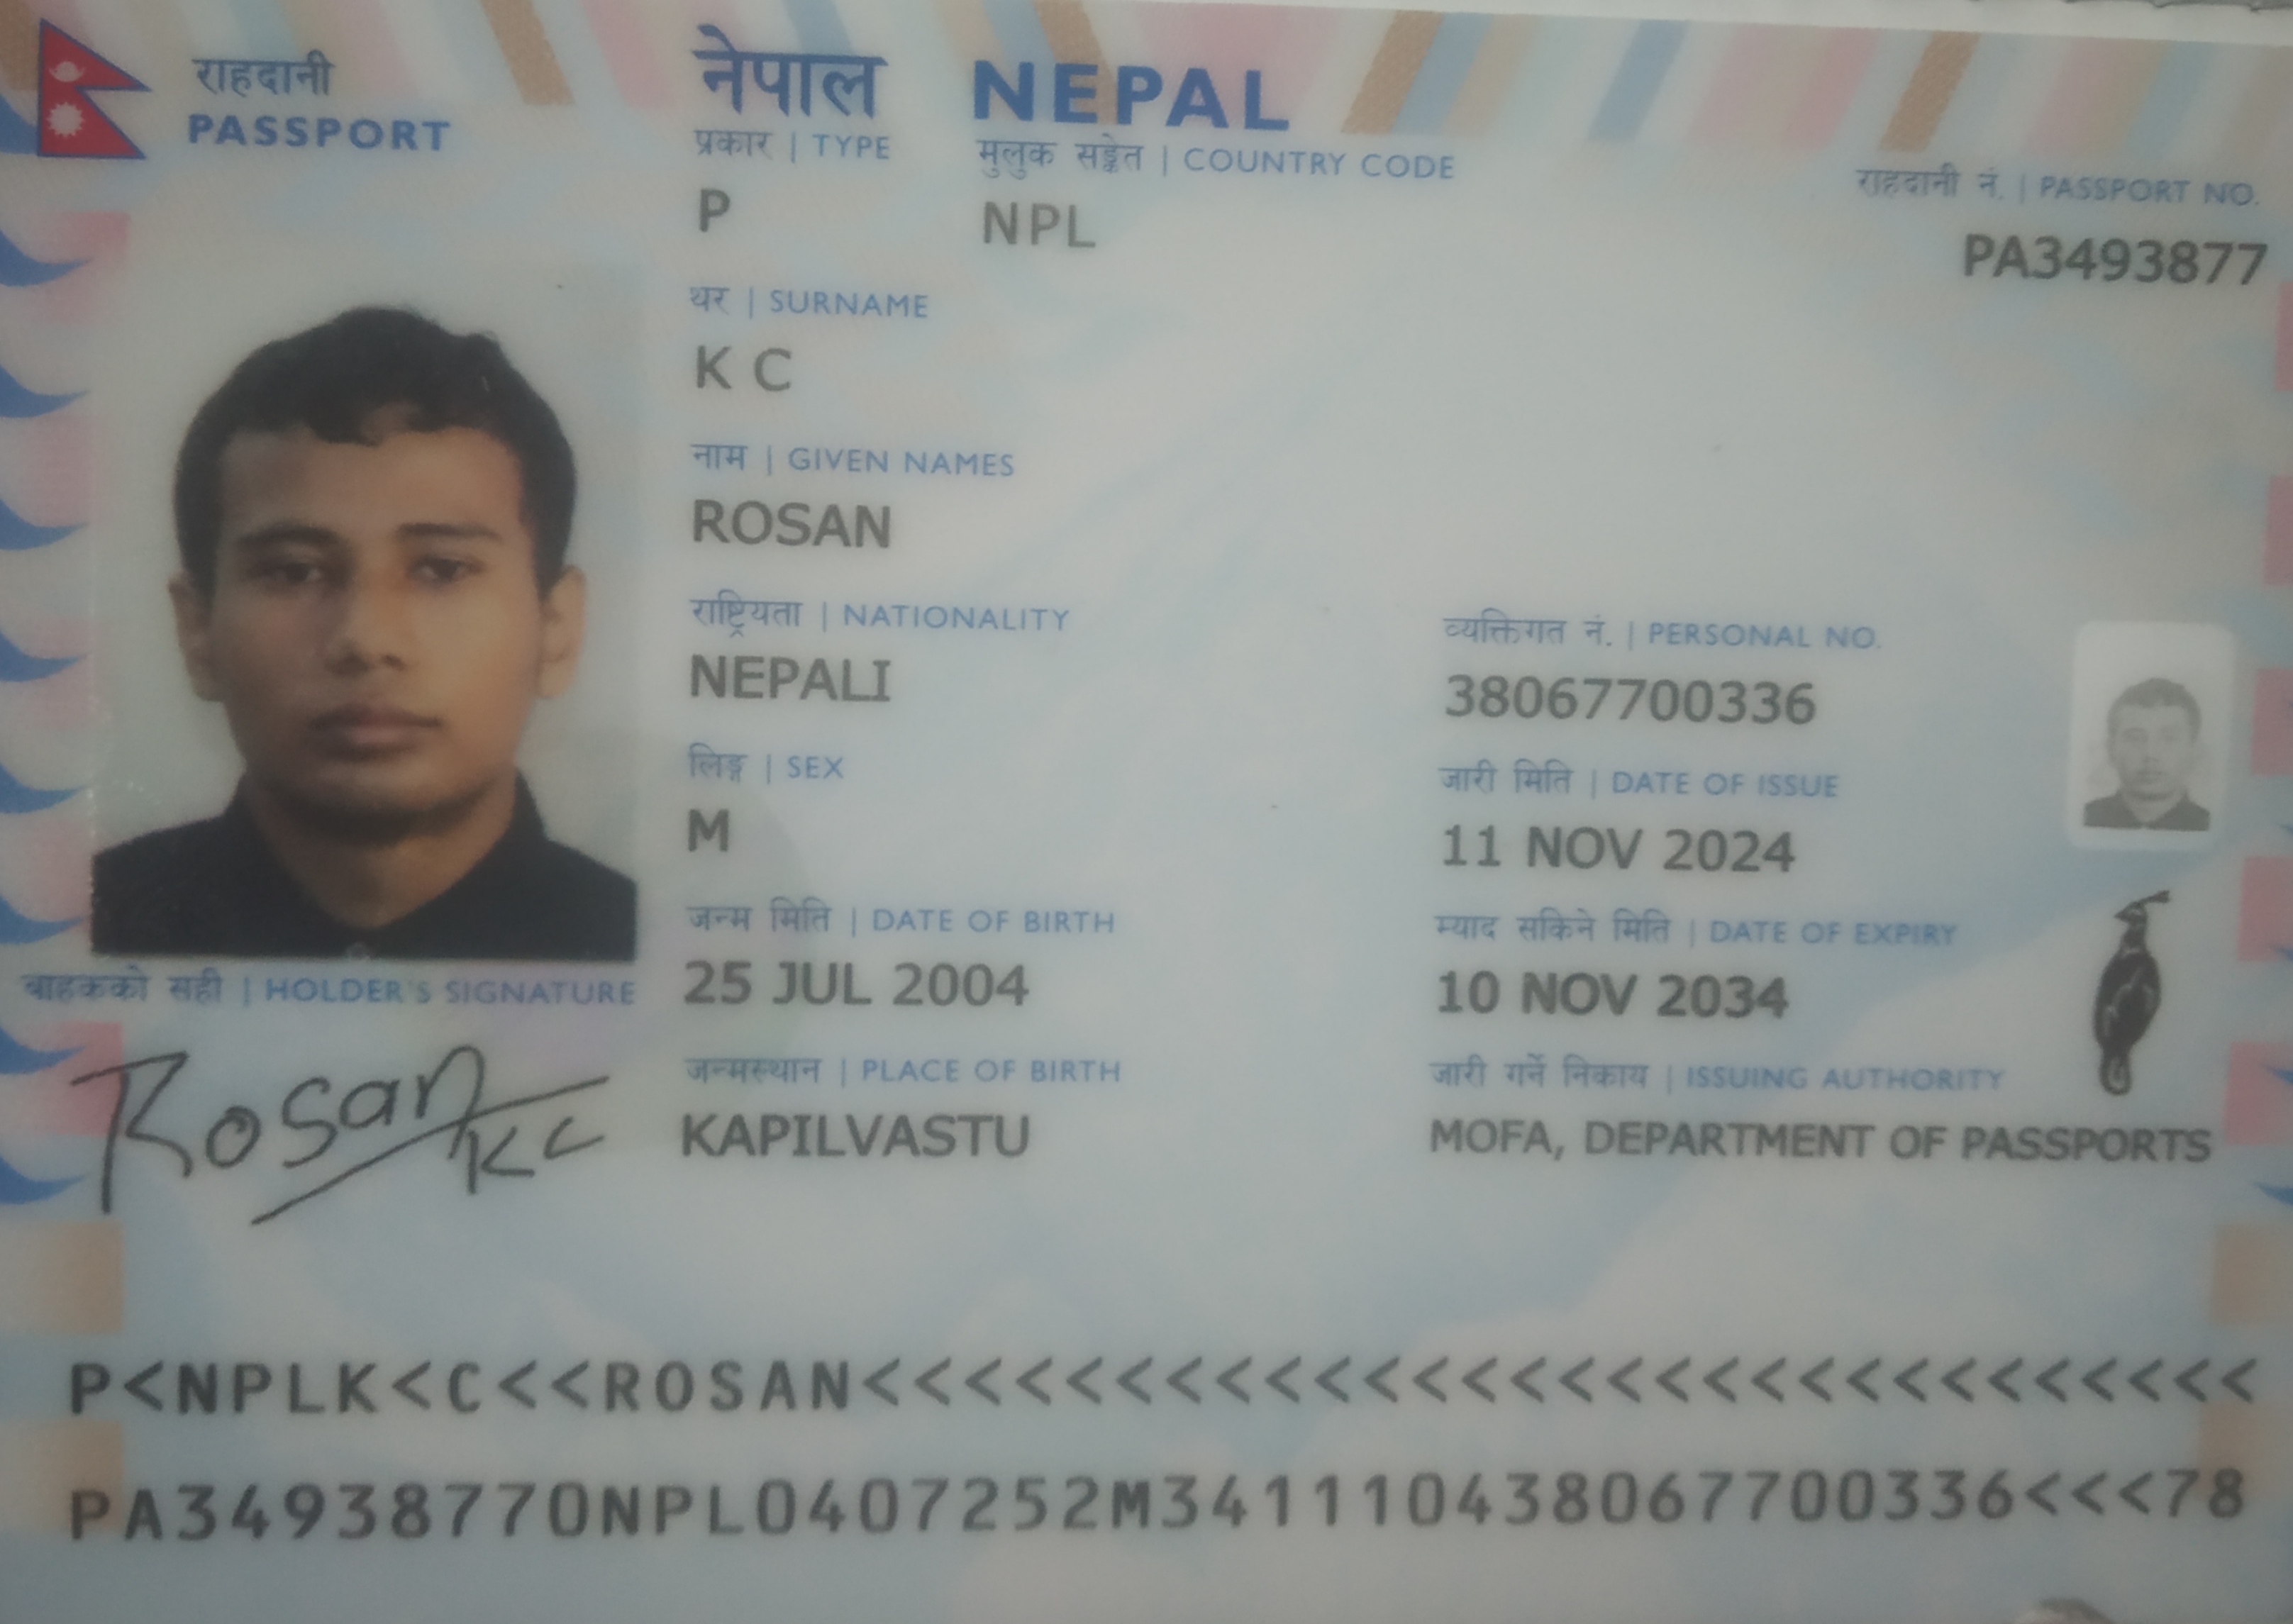 राहदानी
PASSPORT
नेपाल NEPAL
प्रकार | TYPE मुलुक सङ्केत | COUNTRY CODE राहदानी नं. | PASSPORT NO.
P NPL PA3493877
थर | SURNAME
K C
नाम | GIVEN NAMES
ROSAN
राष्ट्रियता | NATIONALITY व्यक्तिगत नं. | PERSONAL NO.
NEPALI 38067700336
लिङ्ग | SEX जारी मिति | DATE OF ISSUE
M 11 NOV 2024
जन्म मिति | DATE OF BIRTH म्याद सकिने मिति | DATE OF EXPIRY
25 JUL 2004 10 NOV 2034
वाहकको सही | HOLDER'S SIGNATURE
Rosan KC
जन्मस्थान | PLACE OF BIRTH जारी गर्ने निकाय | ISSUING AUTHORITY
KAPILVASTU MOFA, DEPARTMENT OF PASSPORTS
P<NPLK<C<<ROSAN<<<<<<<<<<<<<<<<<<<<<<<<<<<<<
PA34938770NPL0407252M341110438067700336<<<78